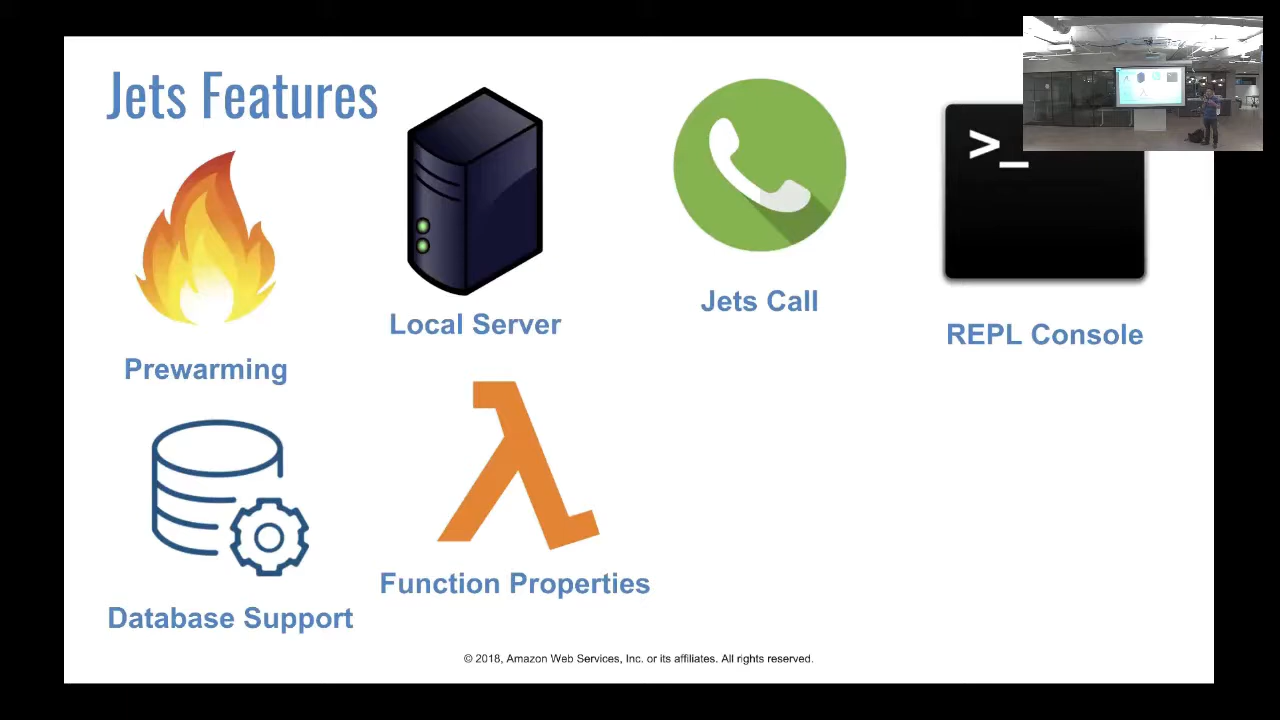 Jets Features
Prewarming
Local Server
Jets Call
>_
REPL Console
Database Support
Function Properties
© 2018, Amazon Web Services, Inc. or its affiliates. All rights reserved.